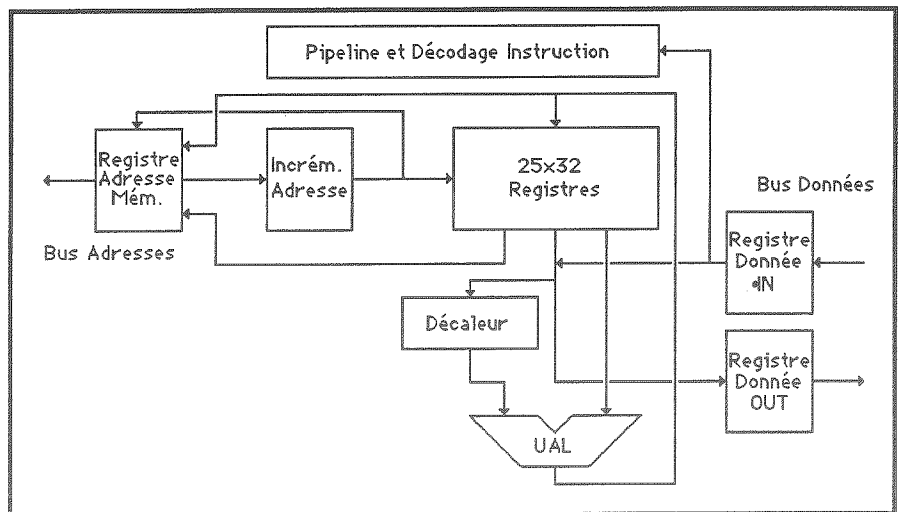 Pipeline et Décodage Instruction
Registre
Adresse
Mém.
Incrém.
Adresse
25x32
Registres
Bus Données
Bus Adresses
Registre
Donnée
IN
Décaleur
Registre
Donnée
OUT
UAL